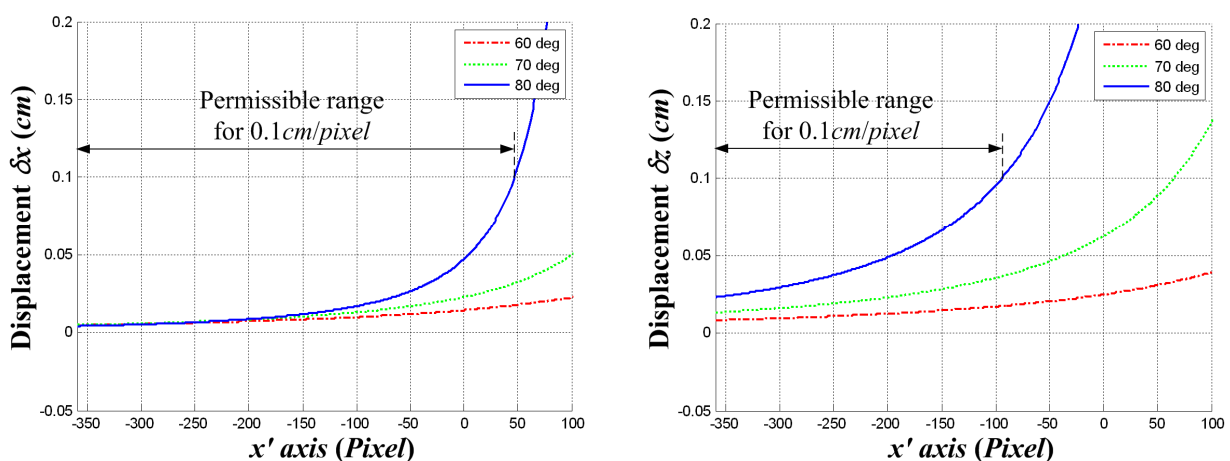 0.2
0.15
0.1
0.05
0
-0.05
Displacement δx (cm)
60 deg
70 deg
80 deg
Permissible range
for 0.1cm/pixel
-350 -300 -250 -200 -150 -100 -50 0 50 100
x' axis (Pixel)
0.2
0.15
0.1
0.05
0
-0.05
Displacement δz (cm)
60 deg
70 deg
80 deg
Permissible range
for 0.1cm/pixel
-350 -300 -250 -200 -150 -100 -50 0 50 100
x' axis (Pixel)